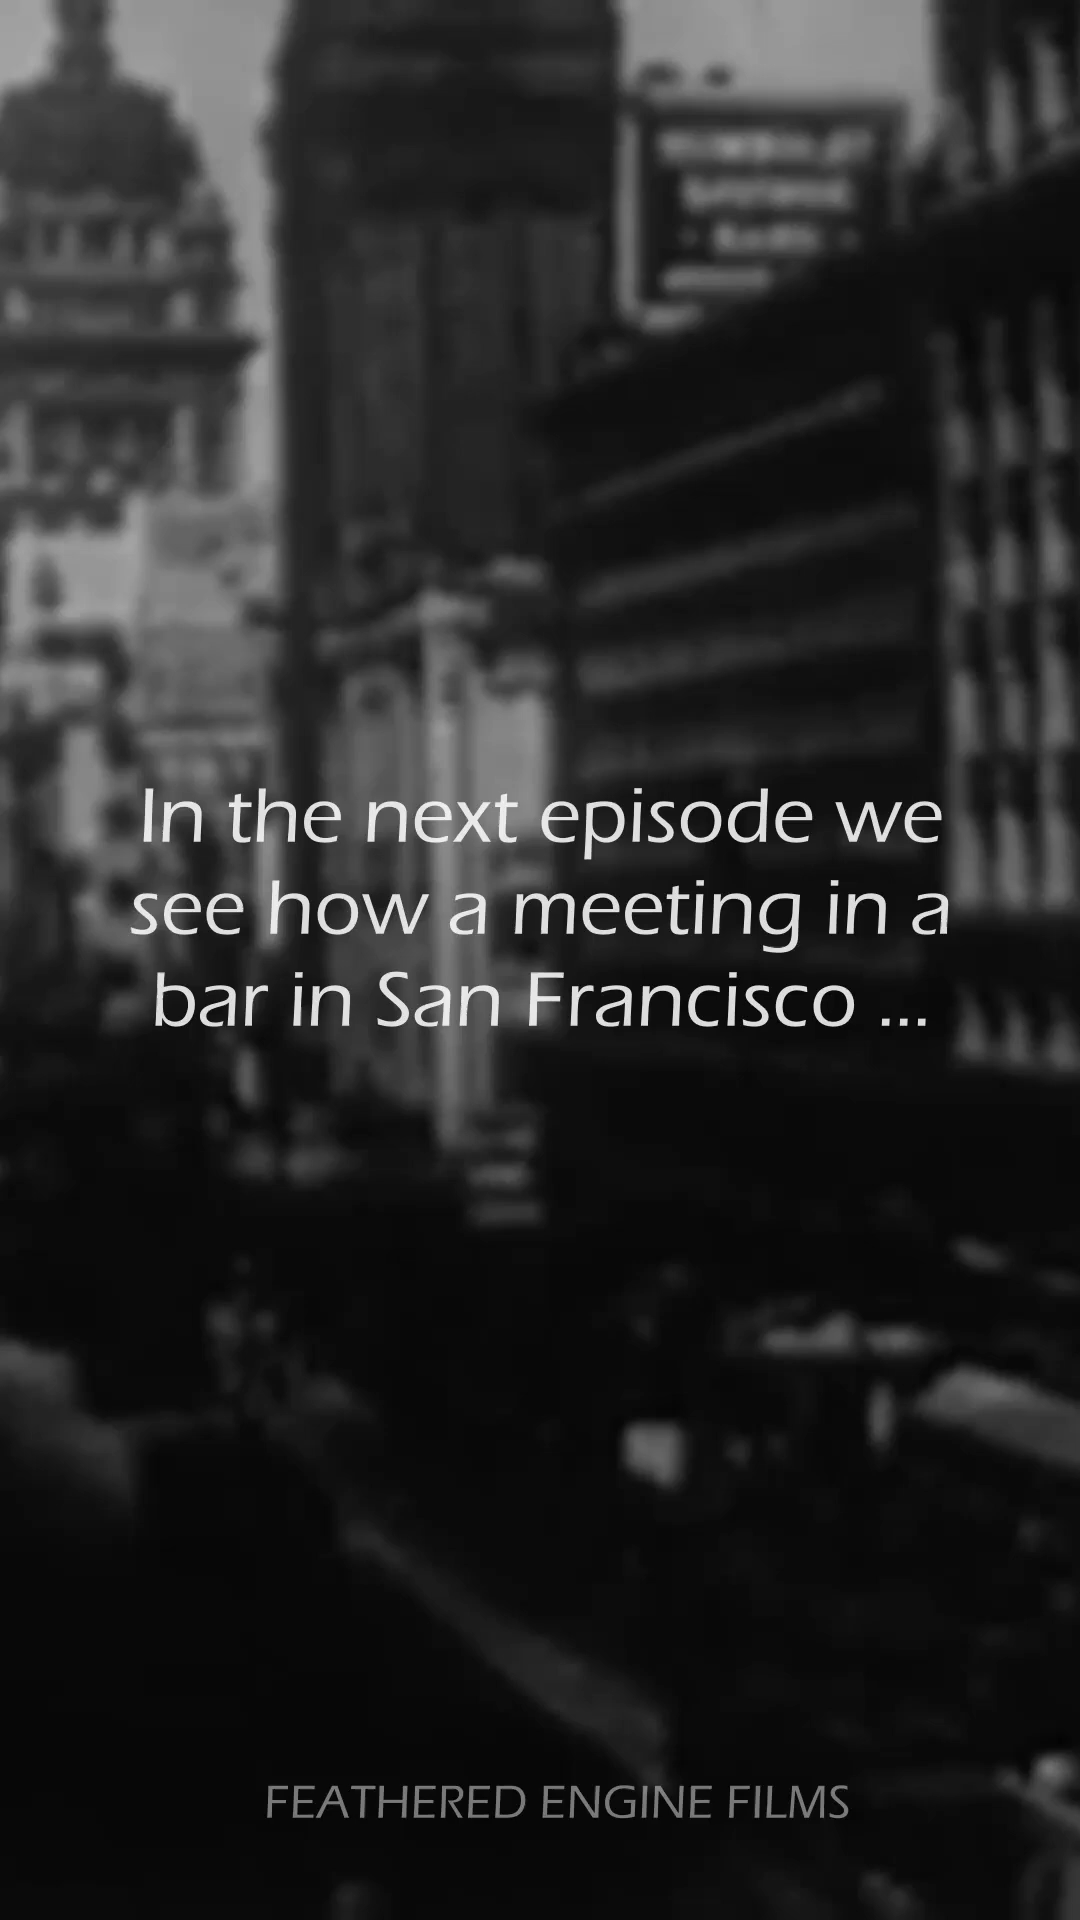 In the next episode we
see how a meeting in a
bar in San Francisco ...
FEATHERED ENGINE FILMS